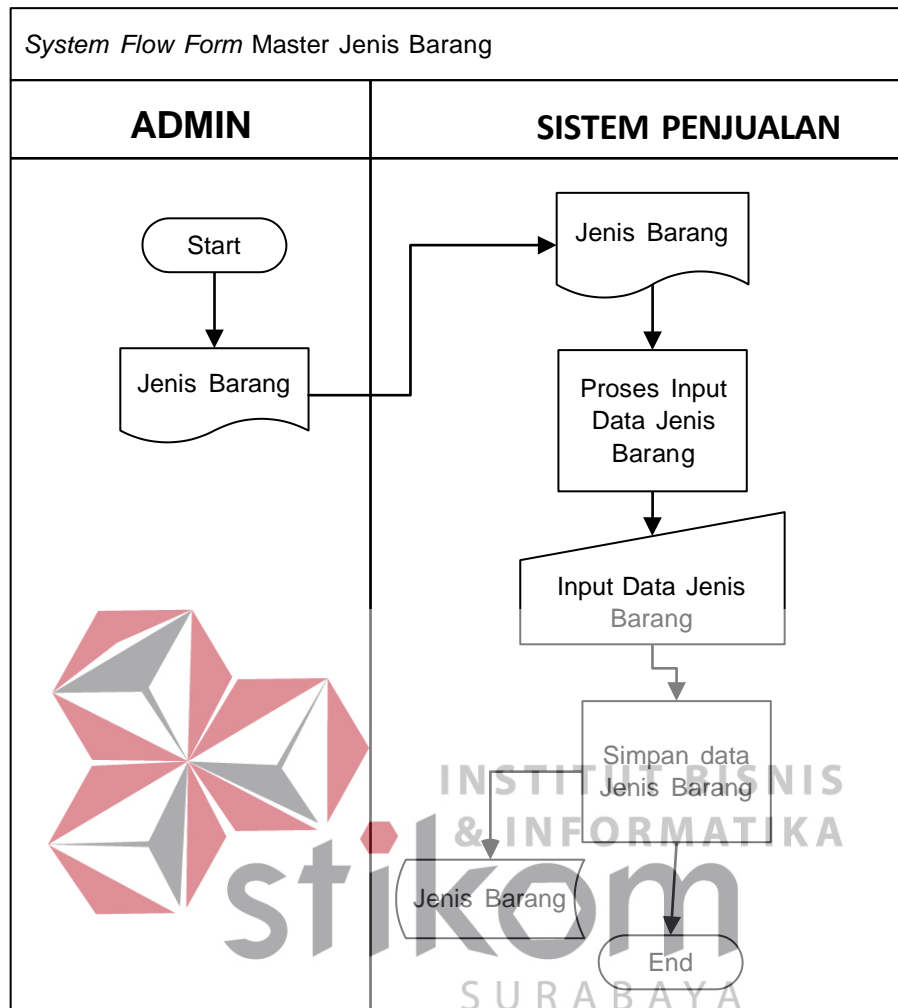 System Flow Form Master Jenis Barang
ADMIN
SISTEM PENJUALAN
Start
Jenis Barang
Jenis Barang
Proses Input
Data Jenis
Barang
Input Data Jenis
Barang
Simpan data
Jenis Barang
Jenis Barang
End
INSTITUT BISNIS
& INFORMATIKA
stikom
SURABAYA